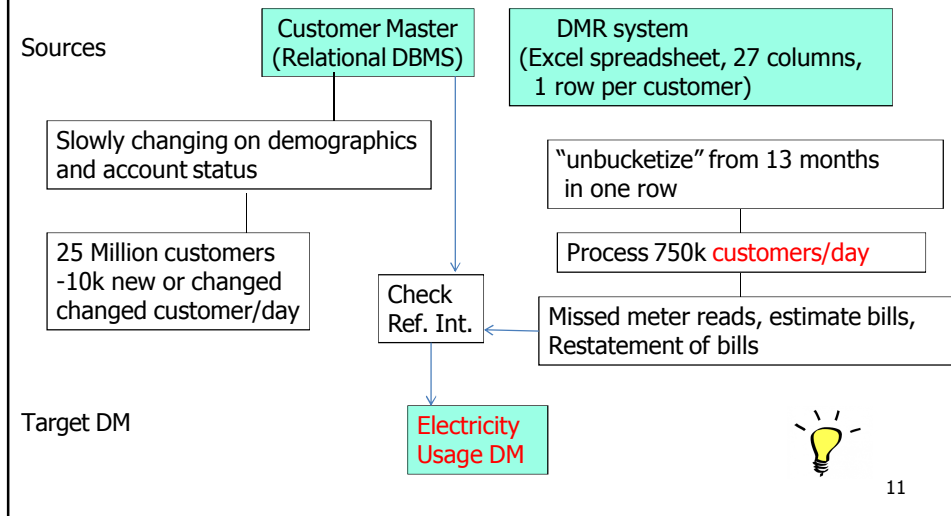 Sources
Customer Master
(Relational DBMS)
DMR system
(Excel spreadsheet, 27 columns,
1 row per customer)
Slowly changing on demographics
and account status
"unbucketize" from 13 months
in one row
25 Million customers
-10k new or changed
changed customer/day
Process 750k customers/day
Check
Ref. Int.
Missed meter reads, estimate bills,
Restatement of bills
Target DM
Electricity
Usage DM
11